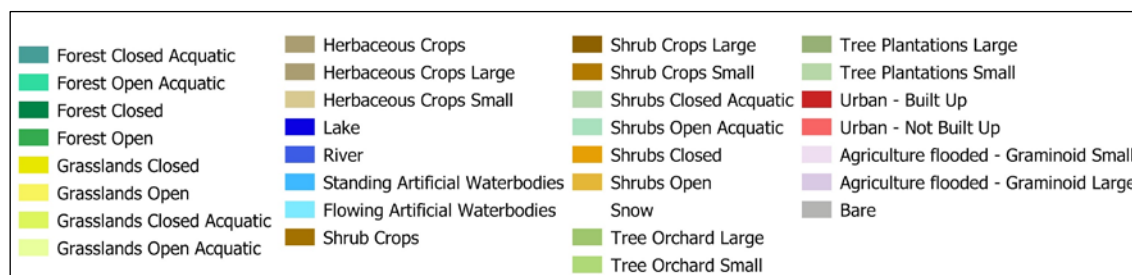 Forest Closed Acquatic
Forest Open Acquatic
Forest Closed
Forest Open
Grasslands Closed
Grasslands Open
Grasslands Closed Acquatic
Grasslands Open Acquatic
Herbaceous Crops
Herbaceous Crops Large
Herbaceous Crops Small
Lake
River
Standing Artificial Waterbodies
Flowing Artificial Waterbodies
Shrub Crops
Shrub Crops Large
Shrub Crops Small
Shrubs Closed Acquatic
Shrubs Open Acquatic
Shrubs Closed
Shrubs Open
Snow
Tree Orchard Large
Tree Orchard Small
Tree Plantations Large
Tree Plantations Small
Urban - Built Up
Urban - Not Built Up
Agriculture flooded - Graminoid Small
Agriculture flooded - Graminoid Large
Bare